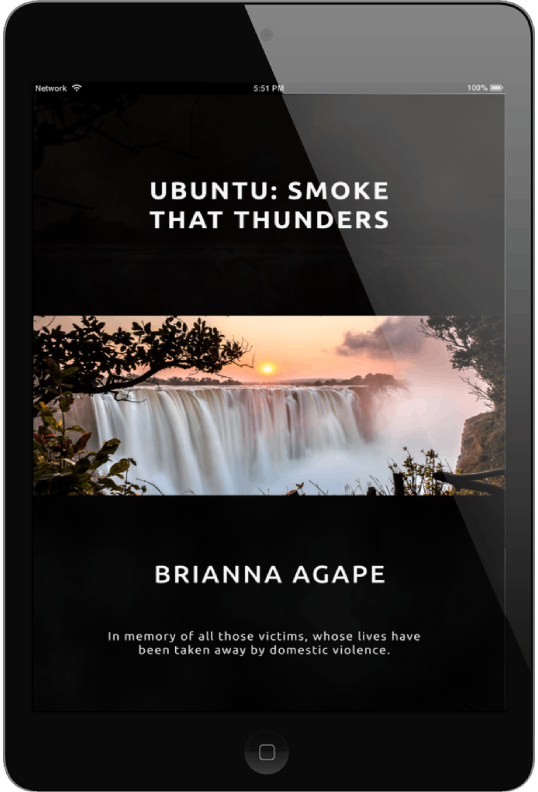 Network 5:51 PM 100%
UBUNTU: SMOKE
THAT THUNDERS
BRIANNA AGAPE
In memory of all those victims, whose lives have
been taken away by domestic violence.